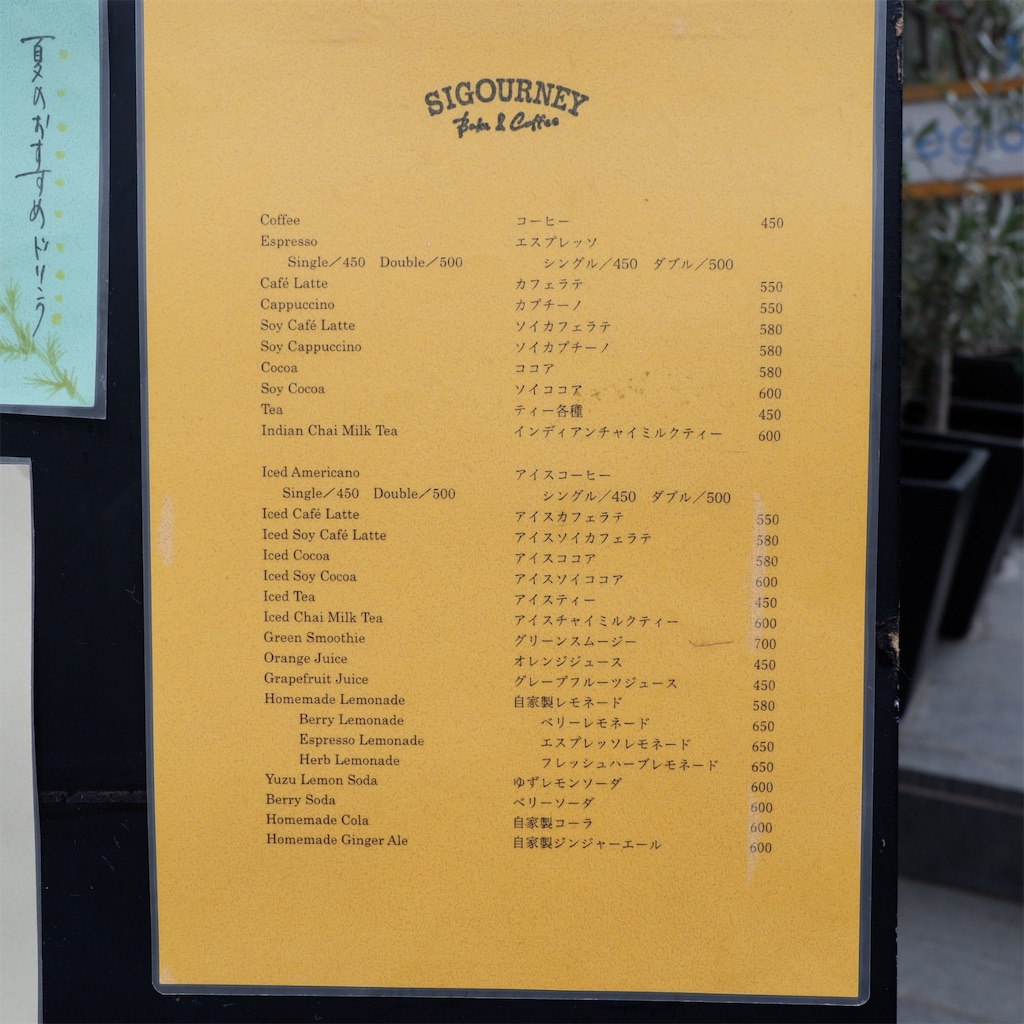 夏のおすすめドリンク
SIGOURNEY
Bake & Coffee
Coffee コーヒー 450
Espresso エスプレッソ
Single／450 Double／500 シングル／450 ダブル／500
Café Latte カフェラテ 550
Cappuccino カプチーノ 550
Soy Café Latte ソイカフェラテ 580
Soy Cappuccino ソイカプチーノ 580
Cocoa ココア 580
Soy Cocoa ソイココア 600
Tea ティー各種 450
Indian Chai Milk Tea インディアンチャイミルクティー 600
Iced Americano アイスコーヒー
Single／450 Double／500 シングル／450 ダブル／500
Iced Café Latte アイスカフェラテ 550
Iced Soy Café Latte アイスソイカフェラテ 580
Iced Cocoa アイスココア 580
Iced Soy Cocoa アイスソイココア 600
Iced Tea アイスティー 450
Iced Chai Milk Tea アイスチャイミルクティー 600
Green Smoothie グリーンスムージー 700
Orange Juice オレンジジュース 450
Grapefruit Juice グレープフルーツジュース 450
Homemade Lemonade 自家製レモネード 580
Berry Lemonade ベリーレモネード 650
Espresso Lemonade エスプレッソレモネード 650
Herb Lemonade フレッシュハーブレモネード 650
Yuzu Lemon Soda ゆずレモンソーダ 600
Berry Soda ベリーソーダ 600
Homemade Cola 自家製コーラ 600
Homemade Ginger Ale 自家製ジンジャーエール 600